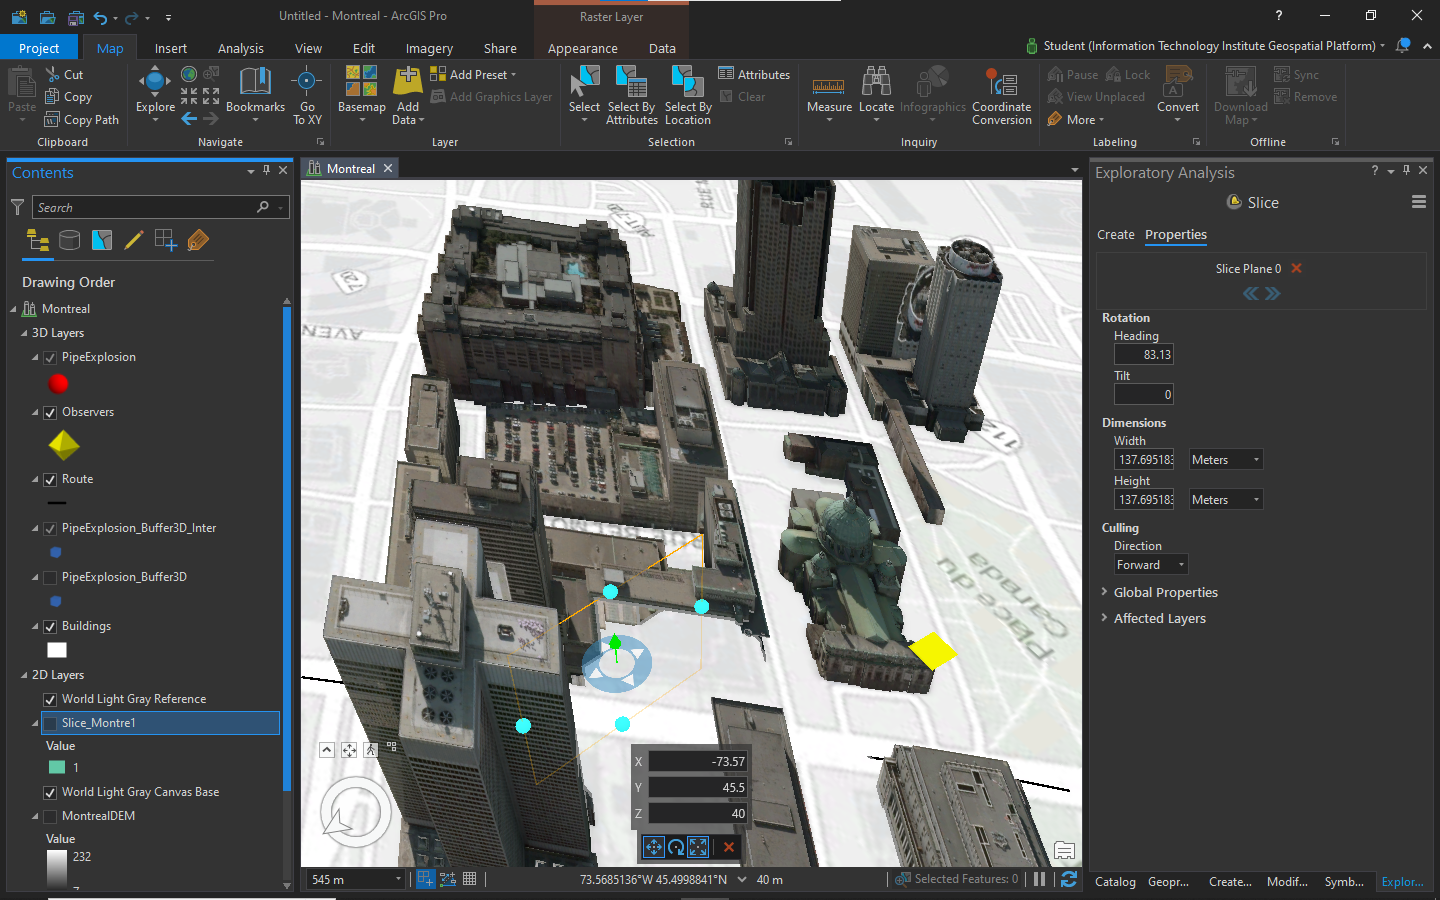 Untitled - Montreal - ArcGIS Pro
Raster Layer
?
Project
Map
Insert
Analysis
View
Edit
Imagery
Share
Appearance
Data
Student (Information Technology Institute Geospatial Platform)
Paste
Cut
Copy
Copy Path
Clipboard
Explore
Bookmarks
Go To XY
Navigate
Basemap
Add Data
Add Preset
Add Graphics Layer
Layer
Select
Select By Attributes
Select By Location
Attributes
Clear
Selection
Measure
Locate
Infographics
Coordinate Conversion
Inquiry
Pause
Lock
View Unplaced
More
Convert
Labeling
Download Map
Sync
Remove
Offline
Contents
Search
Drawing Order
Montreal
3D Layers
PipeExplosion
Observers
Route
PipeExplosion_Buffer3D_Inter
PipeExplosion_Buffer3D
Buildings
2D Layers
World Light Gray Reference
Slice_Montre1
Value
1
World Light Gray Canvas Base
MontrealDEM
Value
232
Montreal
720
AVEN
112
Place du
Canada
X -73.57
Y 45.5
Z 40
545 m
73.5685136°W 45.4998841°N
40 m
Selected Features: 0
Exploratory Analysis
?
Slice
Create
Properties
Slice Plane 0
Rotation
Heading
83.13
Tilt
0
Dimensions
Width
137.695183
Meters
Height
137.695183
Meters
Culling
Direction
Forward
Global Properties
Affected Layers
Catalog
Geopr...
Create...
Modif...
Symb...
Explor...